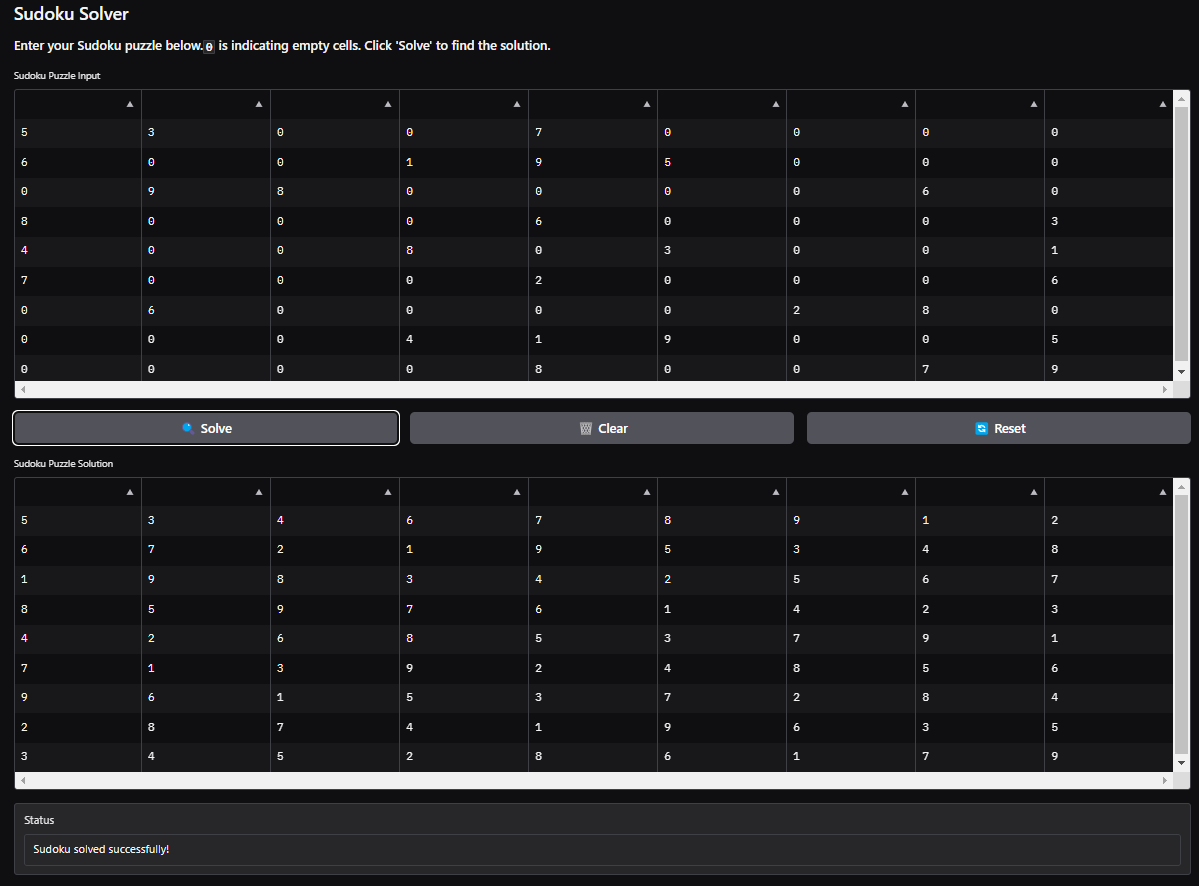 Sudoku Solver
Enter your Sudoku puzzle below.0 is indicating empty cells. Click 'Solve' to find the solution.
Sudoku Puzzle Input
5 3 0 0 7 0 0 0 0
6 0 0 1 9 5 0 0 0
0 9 8 0 0 0 0 6 0
8 0 0 0 6 0 0 0 3
4 0 0 8 0 3 0 0 1
7 0 0 0 2 0 0 0 6
0 6 0 0 0 0 2 8 0
0 0 0 4 1 9 0 0 5
0 0 0 0 8 0 0 7 9
Solve Clear Reset
Sudoku Puzzle Solution
5 3 4 6 7 8 9 1 2
6 7 2 1 9 5 3 4 8
1 9 8 3 4 2 5 6 7
8 5 9 7 6 1 4 2 3
4 2 6 8 5 3 7 9 1
7 1 3 9 2 4 8 5 6
9 6 1 5 3 7 2 8 4
2 8 7 4 1 9 6 3 5
3 4 5 2 8 6 1 7 9
Status
Sudoku solved successfully!